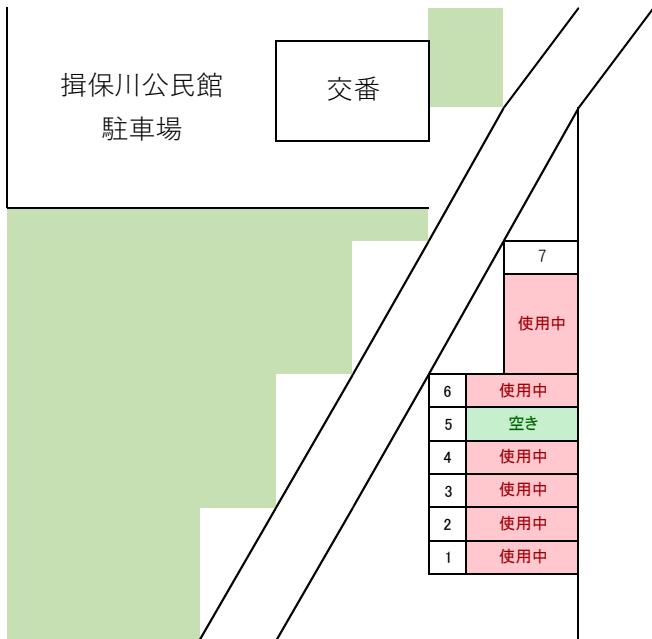 揖保川公民館
駐車場
交番
7
使用中
6 使用中
5 空き
4 使用中
3 使用中
2 使用中
1 使用中